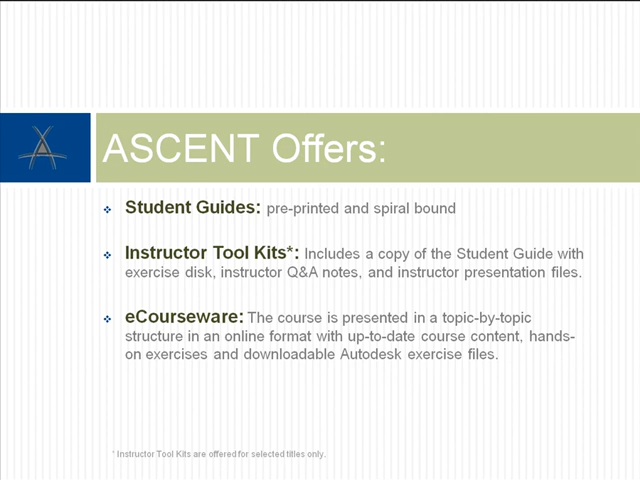 ASCENT Offers:
❖ Student Guides: pre-printed and spiral bound
❖ Instructor Tool Kits*: Includes a copy of the Student Guide with
exercise disk, instructor Q&A notes, and instructor presentation files.
❖ eCourseware: The course is presented in a topic-by-topic
structure in an online format with up-to-date course content, hands-
on exercises and downloadable Autodesk exercise files.
* Instructor Tool Kits are offered for selected titles only.